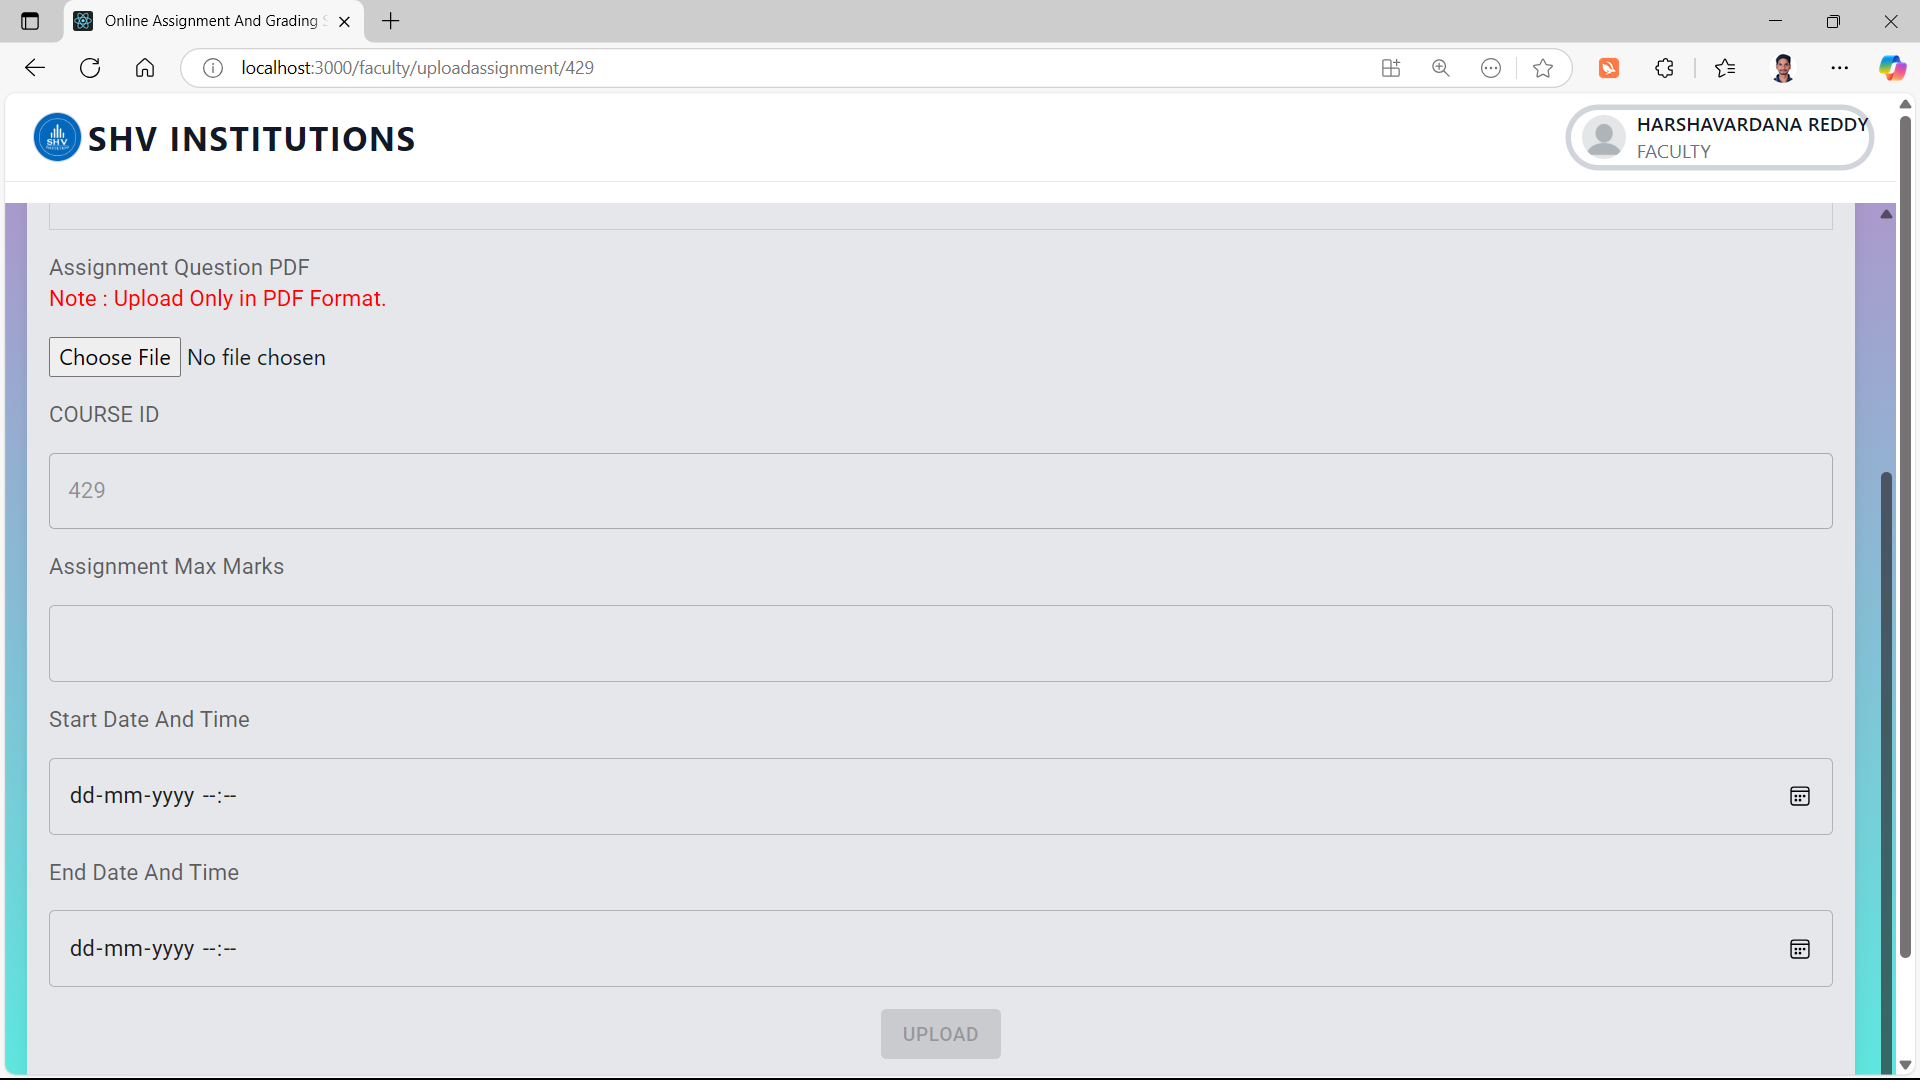 Online Assignment And Grading
localhost:3000/faculty/uploadassignment/429
SHV
SHV INSTITUTIONS
HARSHAVARDANA REDDY
FACULTY
Assignment Question PDF
Note : Upload Only in PDF Format.
Choose File No file chosen
COURSE ID
429
Assignment Max Marks
Start Date And Time
dd-mm-yyyy --:--
End Date And Time
dd-mm-yyyy --:--
UPLOAD